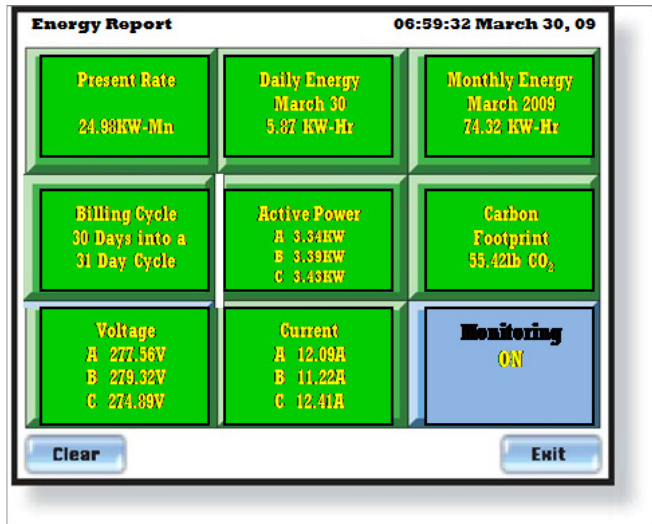 Energy Report
06:59:32 March 30, 09
Present Rate
24.98KW-Mn
Daily Energy
March 30
5.87 KW-Hr
Monthly Energy
March 2009
74.32 KW-Hr
Billing Cycle
30 Days into a
31 Day Cycle
Active Power
A 3.34KW
B 3.39KW
C 3.43KW
Carbon
Footprint
55.42lb CO₂
Voltage
A 277.56V
B 279.32V
C 274.89V
Current
A 12.09A
B 11.22A
C 12.41A
Monitoring
ON
Clear
Exit